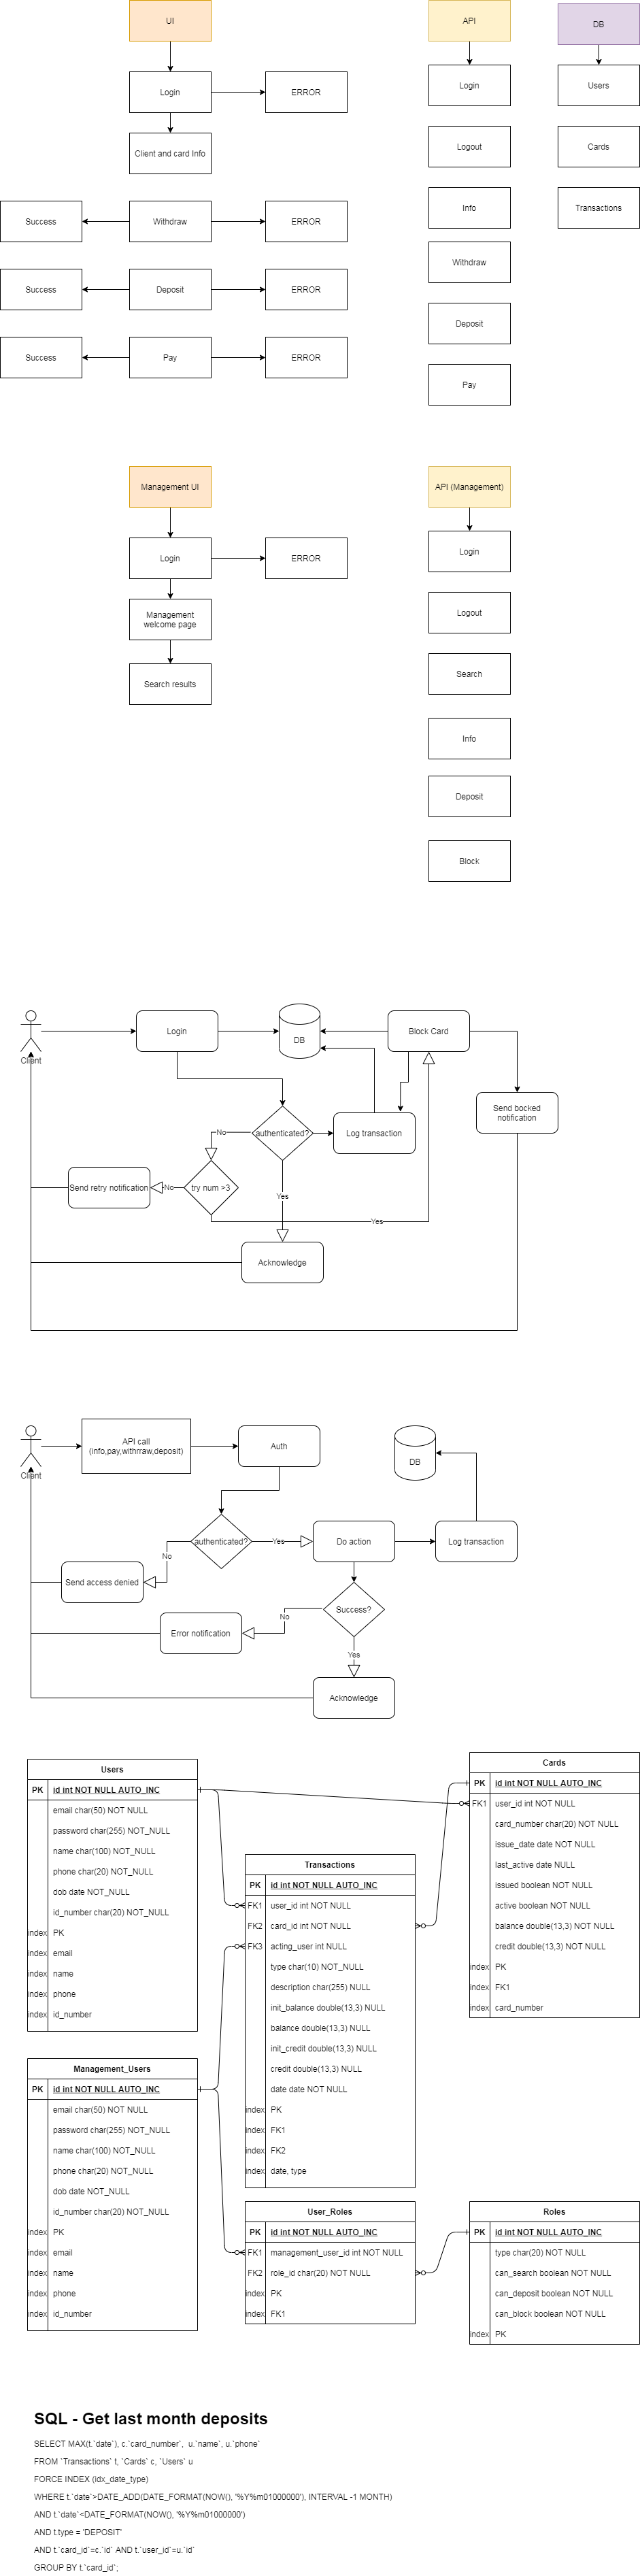 UI
API
DB
Login
ERROR
Login
Users
Client and card Info
Logout
Cards
Success
Withdraw
ERROR
Info
Transactions
Withdraw
Success
Deposit
ERROR
Deposit
Success
Pay
ERROR
Pay
Management UI
API (Management)
Login
ERROR
Login
Management
welcome page
Logout
Search results
Search
Info
Deposit
Block
Client
Login
DB
Block Card
Send bocked
notification
No
authenticated?
Log transaction
Send retry notification
No
try num >3
Yes
Yes
Acknowledge
Client
API call
(info,pay,withrraw,deposit)
Auth
DB
authenticated?
Yes
Do action
Log transaction
No
Send access denied
Success?
No
Error notification
Yes
Acknowledge
Users
PK id int NOT NULL AUTO_INC
email char(50) NOT NULL
password char(255) NOT_NULL
name char(100) NOT_NULL
phone char(20) NOT_NULL
dob date NOT_NULL
id_number char(20) NOT_NULL
index PK
index email
index name
index phone
index id_number
Cards
PK id int NOT NULL AUTO_INC
FK1 user_id int NOT NULL
card_number char(20) NOT NULL
issue_date date NOT NULL
last_active date NULL
issued boolean NOT NULL
active boolean NOT NULL
balance double(13,3) NOT NULL
credit double(13,3) NOT NULL
index PK
index FK1
index card_number
Transactions
PK id int NOT NULL AUTO_INC
FK1 user_id int NOT NULL
FK2 card_id int NOT NULL
FK3 acting_user int NULL
type char(10) NOT_NULL
description char(255) NULL
init_balance double(13,3) NULL
balance double(13,3) NULL
init_credit double(13,3) NULL
credit double(13,3) NULL
date date NOT NULL
index PK
index FK1
index FK2
index date, type
Management_Users
PK id int NOT NULL AUTO_INC
email char(50) NOT NULL
password char(255) NOT_NULL
name char(100) NOT_NULL
phone char(20) NOT_NULL
dob date NOT_NULL
id_number char(20) NOT_NULL
index PK
index email
index name
index phone
index id_number
User_Roles
PK id int NOT NULL AUTO_INC
FK1 management_user_id int NOT NULL
FK2 role_id char(20) NOT NULL
index PK
index FK1
Roles
PK id int NOT NULL AUTO_INC
type char(20) NOT NULL
can_search boolean NOT NULL
can_deposit boolean NOT NULL
can_block boolean NOT NULL
index PK
SQL - Get last month deposits
SELECT MAX(t.`date`), c.`card_number`, u.`name`, u.`phone`
FROM `Transactions` t, `Cards` c, `Users` u
FORCE INDEX (idx_date_type)
WHERE t.`date`>DATE_ADD(DATE_FORMAT(NOW(), '%Y%m01000000'), INTERVAL -1 MONTH)
AND t.`date`<DATE_FORMAT(NOW(), '%Y%m01000000')
AND t.type = 'DEPOSIT'
AND t.`card_id`=c.`id` AND t.`user_id`=u.`id`
GROUP BY t.`card_id`;